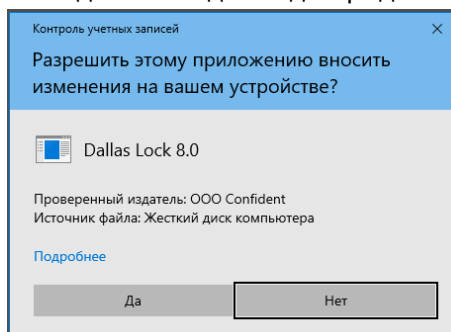 Контроль учетных записей
Разрешить этому приложению вносить
изменения на вашем устройстве?
Dallas Lock 8.0
Проверенный издатель: ООО Confident
Источник файла: Жесткий диск компьютера
Подробнее
Да
Нет